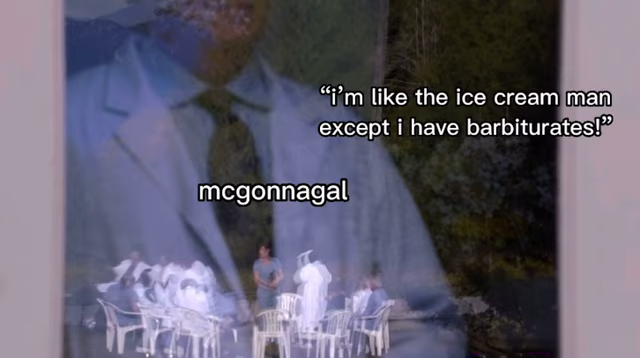 “i’m like the ice cream man
except i have barbiturates!”
mcgonnagal